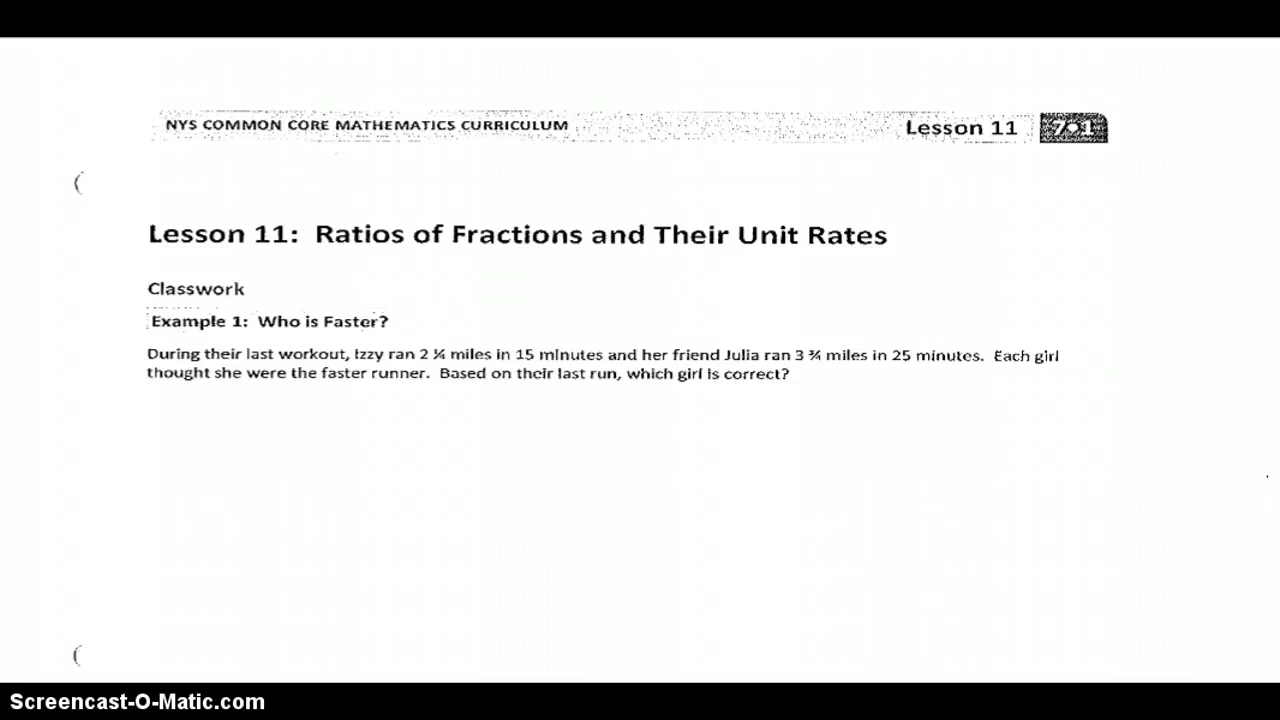 NYS COMMON CORE MATHEMATICS CURRICULUM Lesson 11 7•1
Lesson 11: Ratios of Fractions and Their Unit Rates
Classwork
Example 1: Who is Faster?
During their last workout, Izzy ran 2 ¼ miles in 15 minutes and her friend Julia ran 3 ¾ miles in 25 minutes. Each girl
thought she were the faster runner. Based on their last run, which girl is correct?
Screencast-O-Matic.com